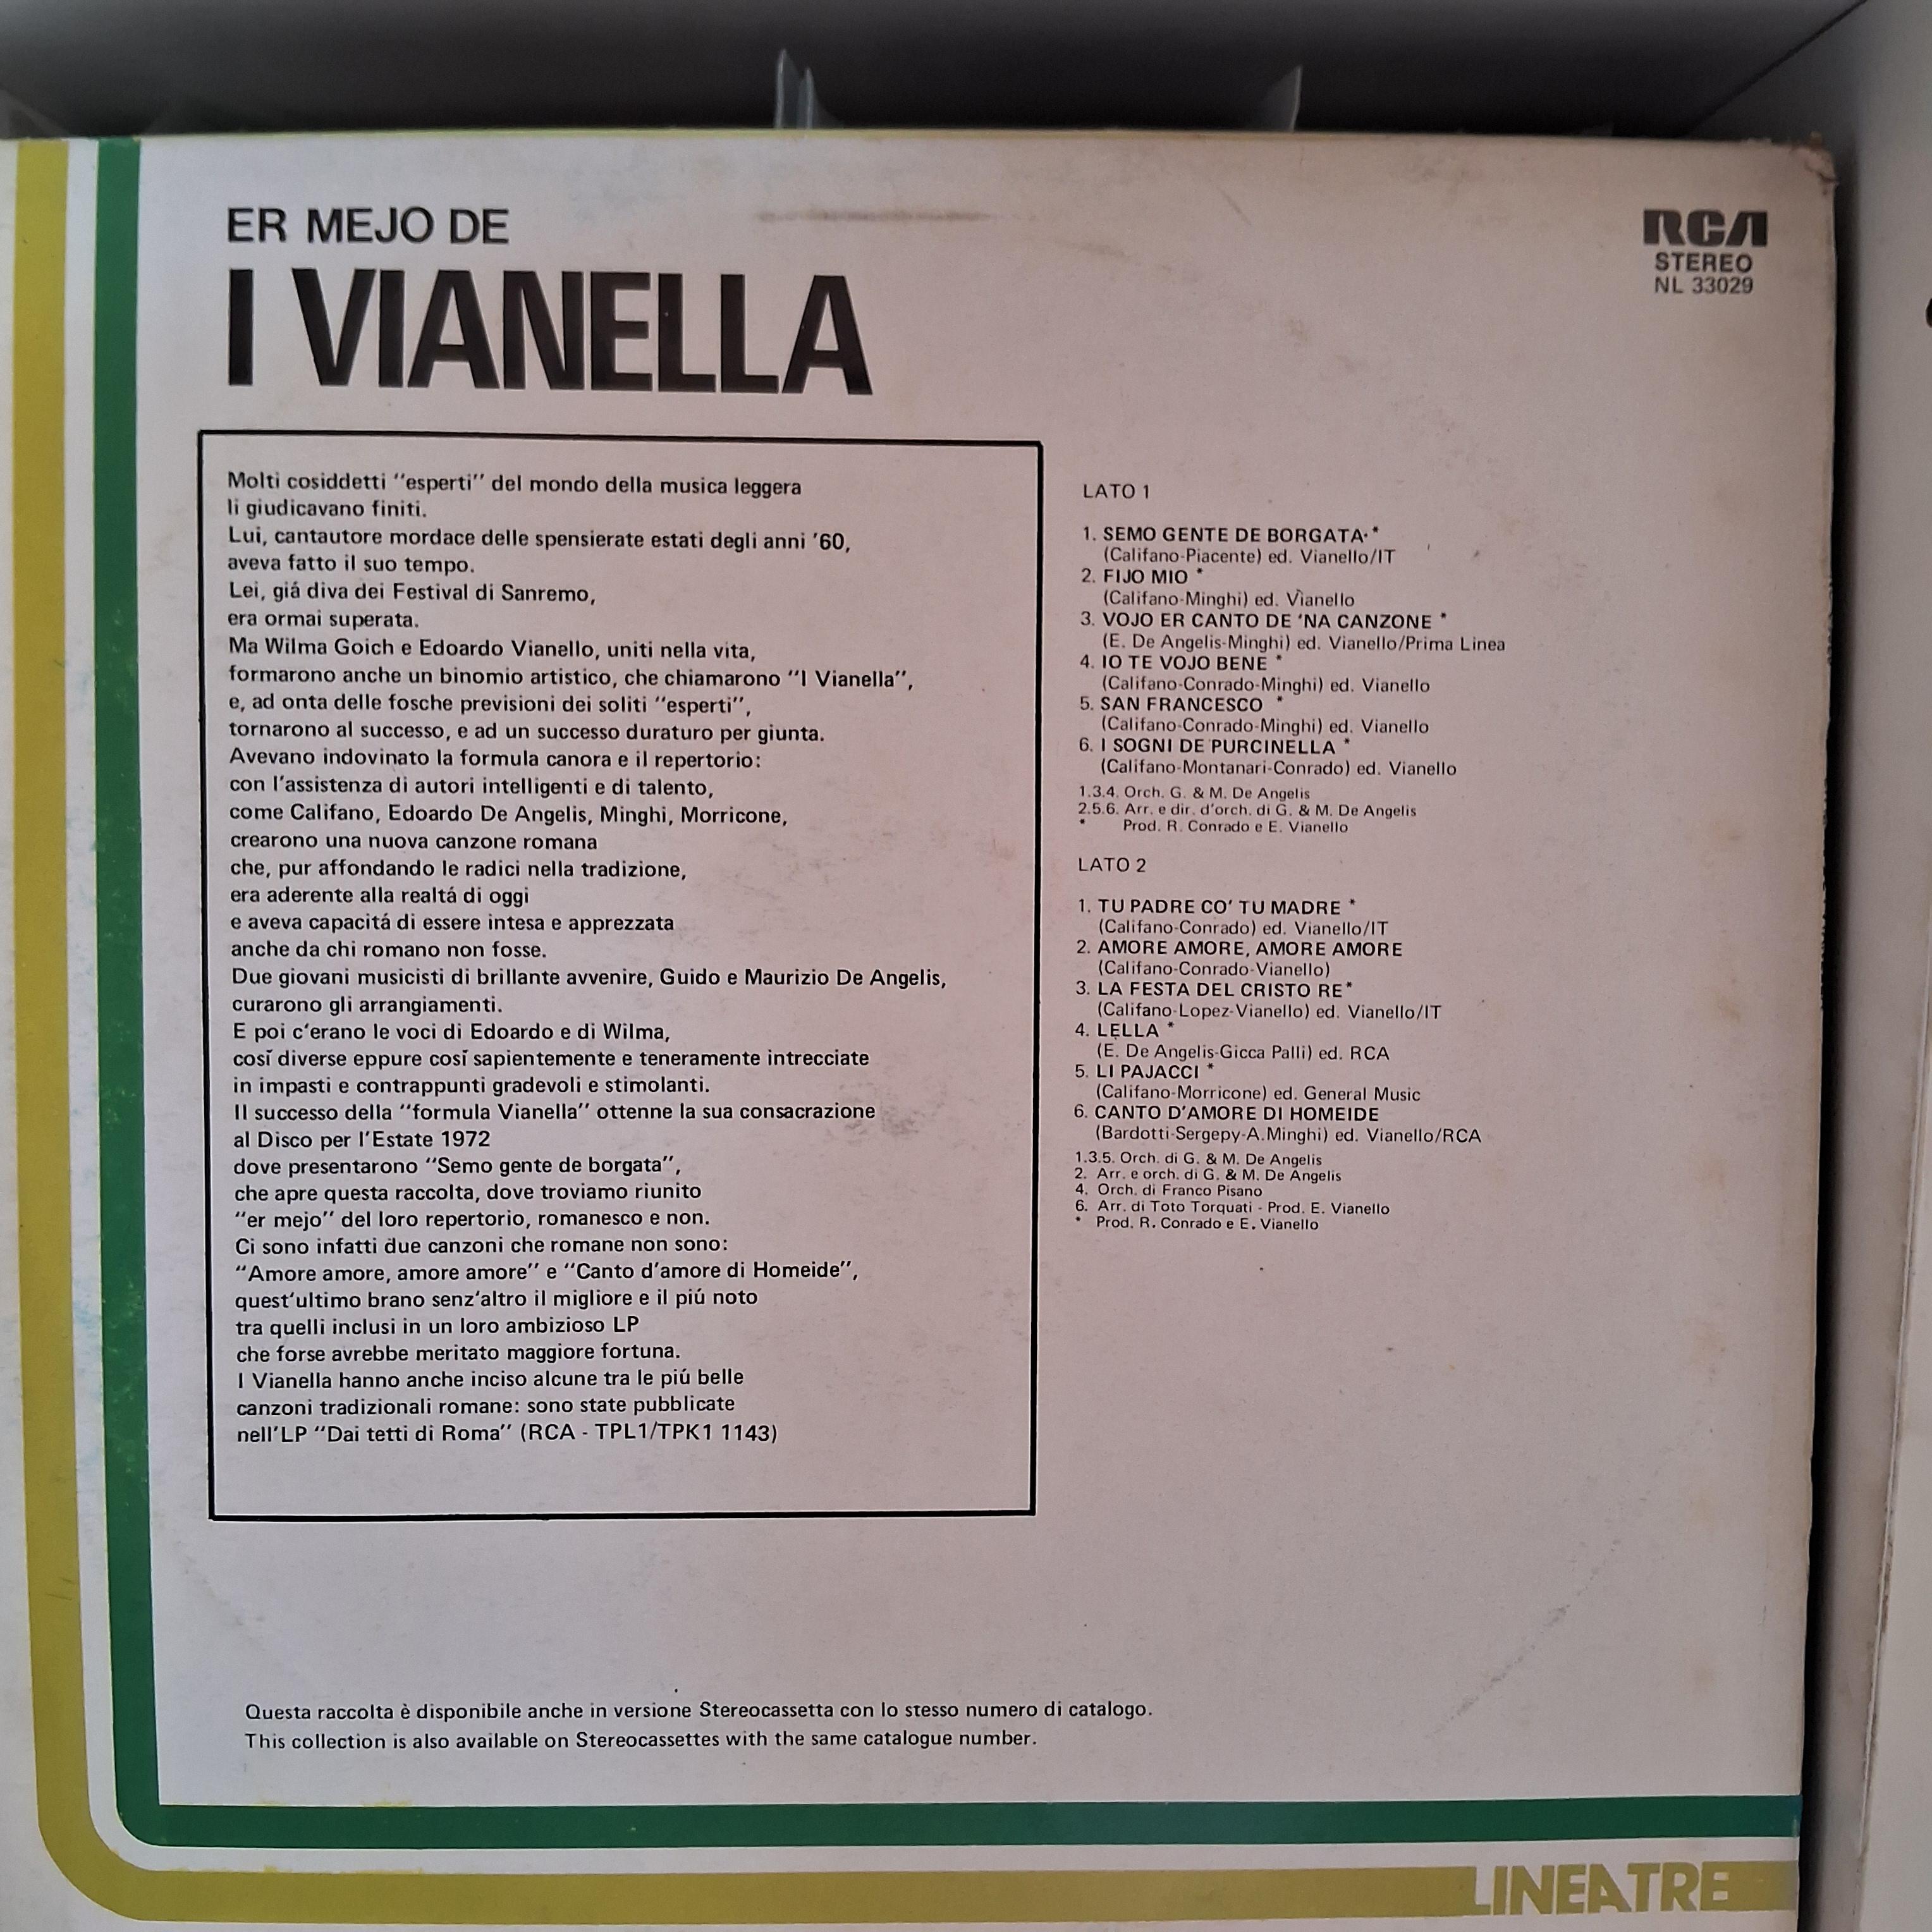 ER MEJO DE
I VIANELLA
RCA
STEREO
NL 33029
Molti cosiddetti "esperti" del mondo della musica leggera
li giudicavano finiti.
Lui, cantautore mordace delle spensierate estati degli anni '60,
aveva fatto il suo tempo.
Lei, giá diva dei Festival di Sanremo,
era ormai superata.
Ma Wilma Goich e Edoardo Vianello, uniti nella vita,
formarono anche un binomio artistico, che chiamarono "I Vianella",
e, ad onta delle fosche previsioni dei soliti "esperti",
tornarono al successo, e ad un successo duraturo per giunta.
Avevano indovinato la formula canora e il repertorio:
con l'assistenza di autori intelligenti e di talento,
come Califano, Edoardo De Angelis, Minghi, Morricone,
crearono una nuova canzone romana
che, pur affondando le radici nella tradizione,
era aderente alla realtá di oggi
e aveva capacitá di essere intesa e apprezzata
anche da chi romano non fosse.
Due giovani musicisti di brillante avvenire, Guido e Maurizio De Angelis,
curarono gli arrangiamenti.
E poi c'erano le voci di Edoardo e di Wilma,
cosí diverse eppure cosí sapientemente e teneramente intrecciate
in impasti e contrappunti gradevoli e stimolanti.
Il successo della "formula Vianella" ottenne la sua consacrazione
al Disco per l'Estate 1972
dove presentarono "Semo gente de borgata",
che apre questa raccolta, dove troviamo riunito
"er mejo" del loro repertorio, romanesco e non.
Ci sono infatti due canzoni che romane non sono:
"Amore amore, amore amore" e "Canto d'amore di Homeide",
quest'ultimo brano senz'altro il migliore e il piú noto
tra quelli inclusi in un loro ambizioso LP
che forse avrebbe meritato maggiore fortuna.
I Vianella hanno anche inciso alcune tra le piú belle
canzoni tradizionali romane: sono state pubblicate
nell'LP "Dai tetti di Roma" (RCA - TPL1/TPK1 1143)
LATO 1
1. SEMO GENTE DE BORGATA *
(Califano-Piacente) ed. Vianello/IT
2. FIJO MIO *
(Califano-Minghi) ed. Vianello
3. VOJO ER CANTO DE 'NA CANZONE *
(E. De Angelis-Minghi) ed. Vianello/Prima Linea
4. IO TE VOJO BENE *
(Califano-Conrado-Minghi) ed. Vianello
5. SAN FRANCESCO *
(Califano-Conrado-Minghi) ed. Vianello
6. I SOGNI DE PURCINELLA *
(Califano-Montanari-Conrado) ed. Vianello
1.3.4. Orch. G. & M. De Angelis
2.5.6. Arr. e dir. d'orch. di G. & M. De Angelis
* Prod. R. Conrado e E. Vianello
LATO 2
1. TU PADRE CO' TU MADRE *
(Califano-Conrado) ed. Vianello/IT
2. AMORE AMORE, AMORE AMORE
(Califano-Conrado-Vianello)
3. LA FESTA DEL CRISTO RE *
(Califano-Lopez-Vianello) ed. Vianello/IT
4. LELLA *
(E. De Angelis-Gicca Palli) ed. RCA
5. LI PAJACCI *
(Califano-Morricone) ed. General Music
6. CANTO D'AMORE DI HOMEIDE
(Bardotti-Sergepy-A.Minghi) ed. Vianello/RCA
1.3.5. Orch. di G. & M. De Angelis
2. Arr. e orch. di G. & M. De Angelis
4. Orch. di Franco Pisano
6. Arr. di Toto Torquati - Prod. E. Vianello
* Prod. R. Conrado e E. Vianello
Questa raccolta è disponibile anche in versione Stereocassetta con lo stesso numero di catalogo.
This collection is also available on Stereocassettes with the same catalogue number.
LINEATRE